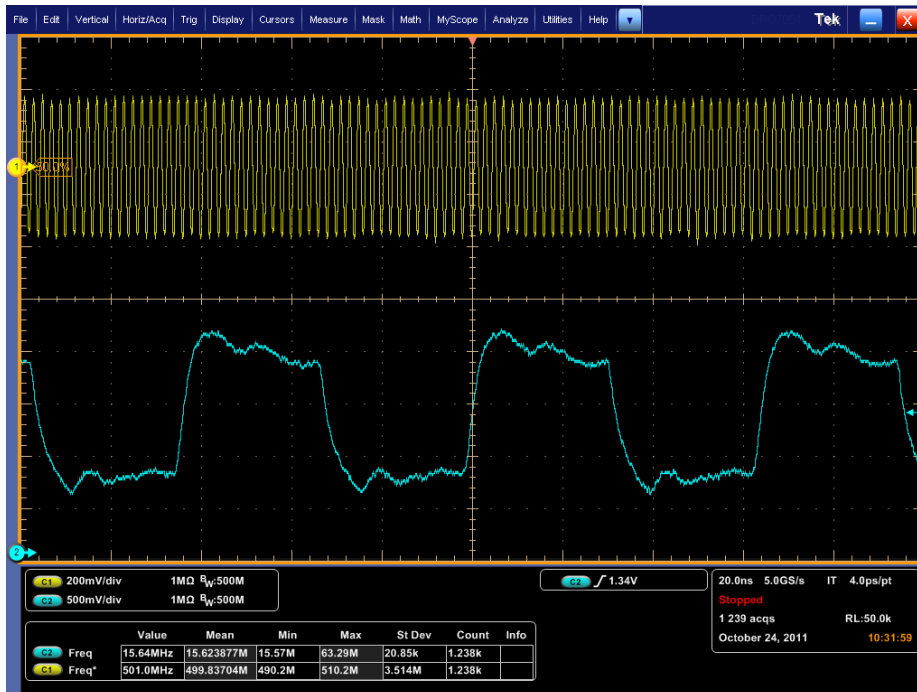 File Edit Vertical Horiz/Acq Trig Display Cursors Measure Mask Math MyScope Analyze Utilities Help Tek X
1 50.0%
2
C1 200mV/div 1MΩ BW:500M
C2 500mV/div 1MΩ BW:500M
C2 1.34V
20.0ns 5.0GS/s IT 4.0ps/pt
Stopped
1 239 acqs RL:50.0k
October 24, 2011 10:31:59
Value Mean Min Max St Dev Count Info
C2 Freq 15.64MHz 15.623877M 15.57M 63.29M 20.85k 1.238k
C1 Freq* 501.0MHz 499.83704M 490.2M 510.2M 3.514M 1.238k